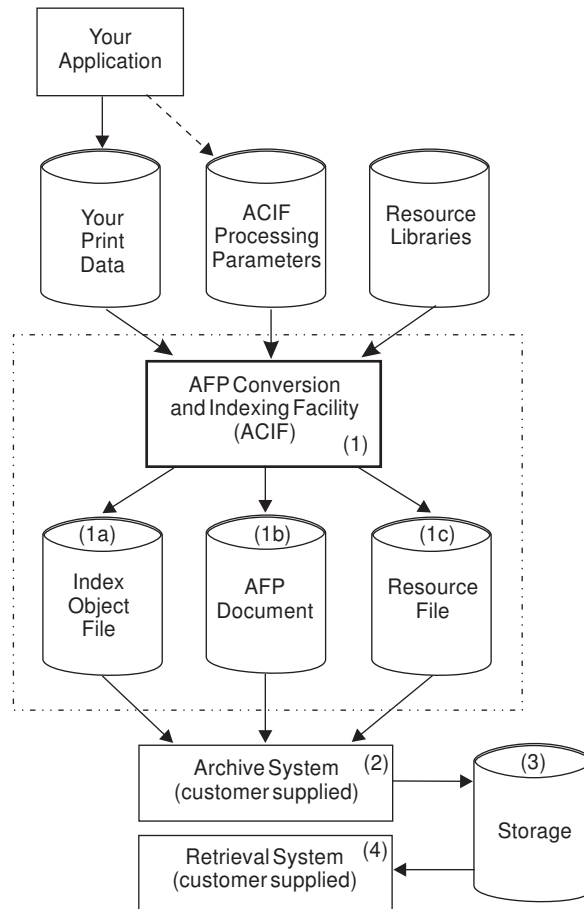 Your
Application
Your
Print
Data
ACIF
Processing
Parameters
Resource
Libraries
AFP Conversion
and Indexing Facility
(ACIF)
(1)
(1a)
Index
Object
File
(1b)
AFP
Document
(1c)
Resource
File
Archive System
(customer supplied)
(2)
(3)
Storage
Retrieval System
(customer supplied)
(4)